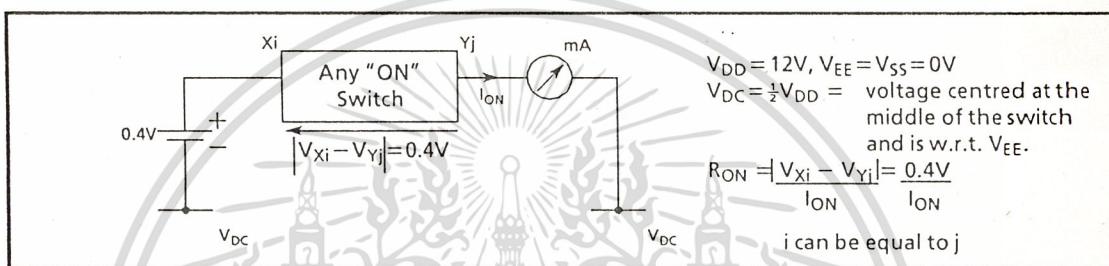 Xi
Yj
mA
Any "ON"
Switch
I_ON
0.4V
+
−
|V_Xi − V_Yj| = 0.4V
V_DC
V_DC
V_DD = 12V, V_EE = V_SS = 0V
V_DC = ½V_DD = voltage centred at the
middle of the switch
and is w.r.t. V_EE.
R_ON = |V_Xi − V_Yj| = 0.4V
I_ON I_ON
i can be equal to j